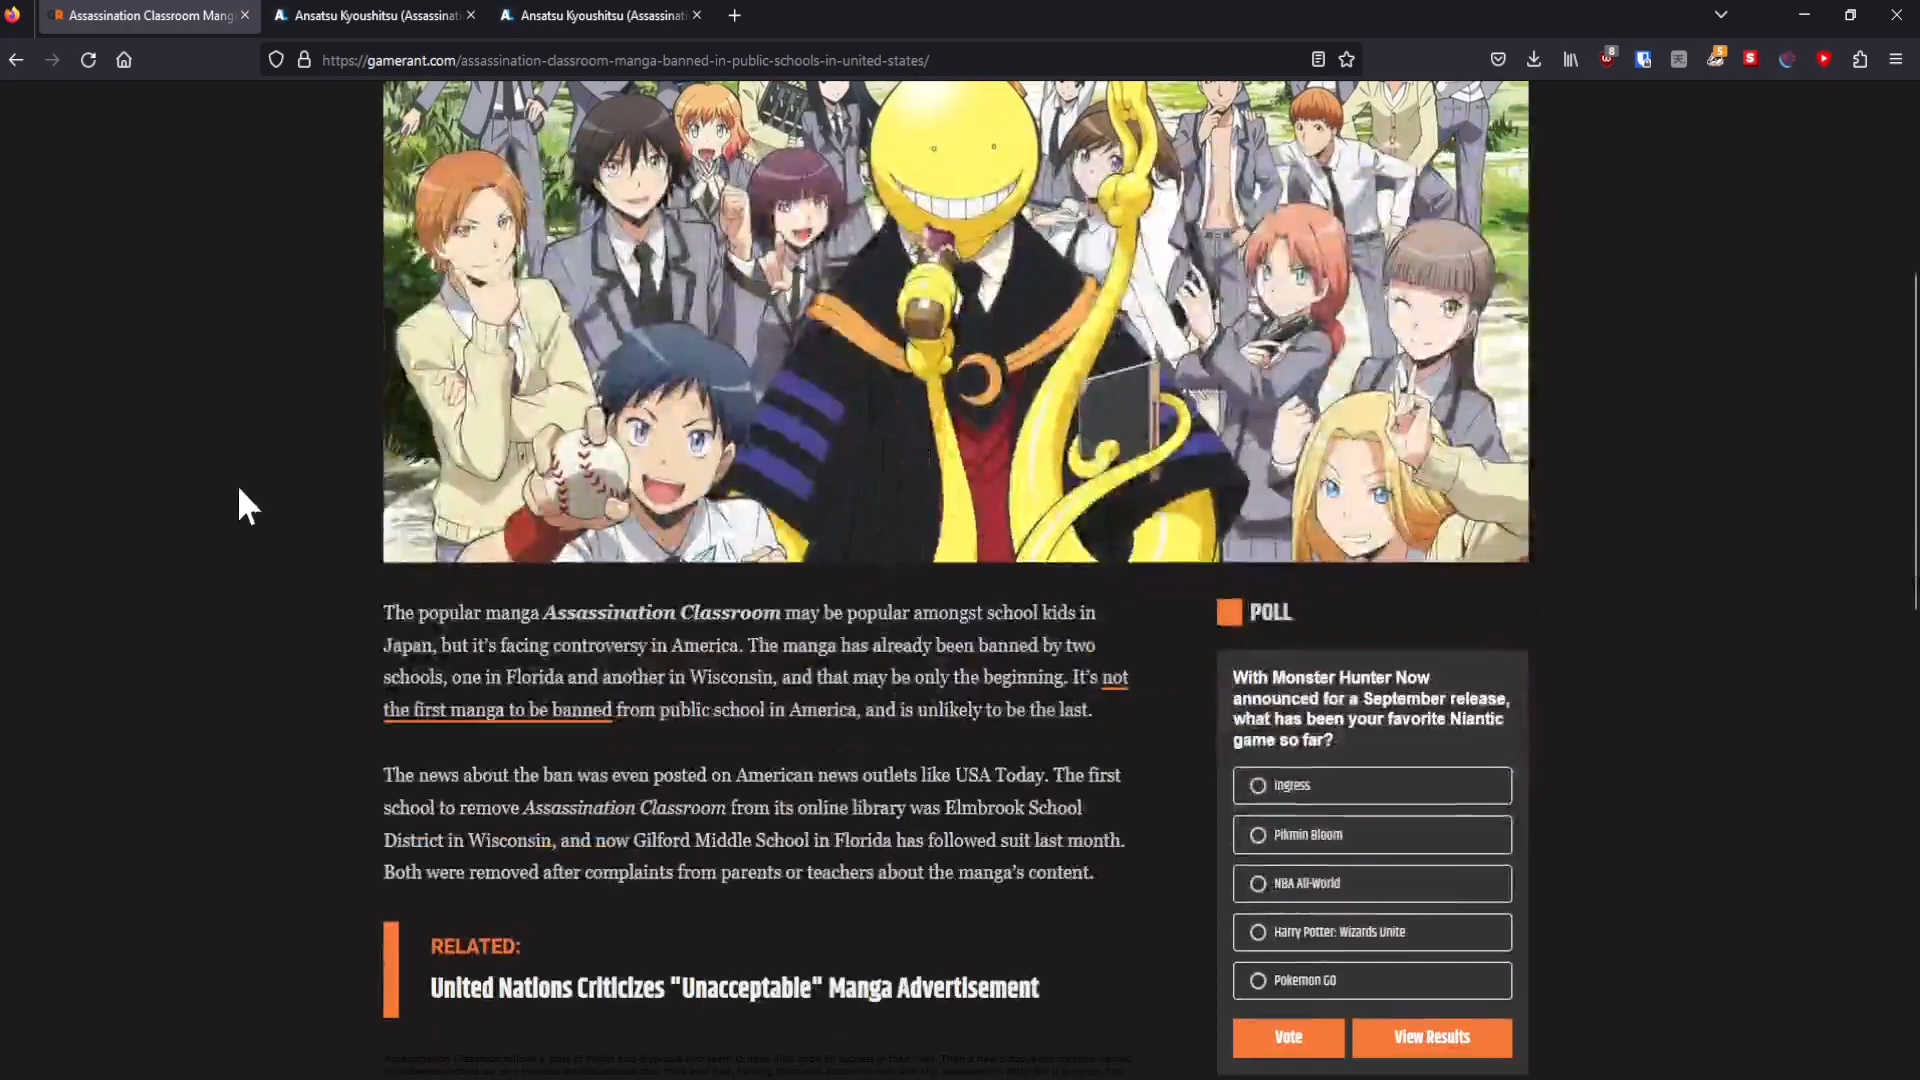 Assassination Classroom Mang
Ansatsu Kyoushitsu (Assassinati
Ansatsu Kyoushitsu (Assassinati
https://gamerant.com/assassination-classroom-manga-banned-in-public-schools-in-united-states/
8
5
The popular manga Assassination Classroom may be popular amongst school kids in
Japan, but it's facing controversy in America. The manga has already been banned by two
schools, one in Florida and another in Wisconsin, and that may be only the beginning. It's not
the first manga to be banned from public school in America, and is unlikely to be the last.
The news about the ban was even posted on American news outlets like USA Today. The first
school to remove Assassination Classroom from its online library was Elmbrook School
District in Wisconsin, and now Gilford Middle School in Florida has followed suit last month.
Both were removed after complaints from parents or teachers about the manga's content.
RELATED:
United Nations Criticizes "Unacceptable" Manga Advertisement
POLL
With Monster Hunter Now
announced for a September release,
what has been your favorite Niantic
game so far?
Ingress
Pikmin Bloom
NBA All-World
Harry Potter: Wizards Unite
Pokemon GO
Vote
View Results